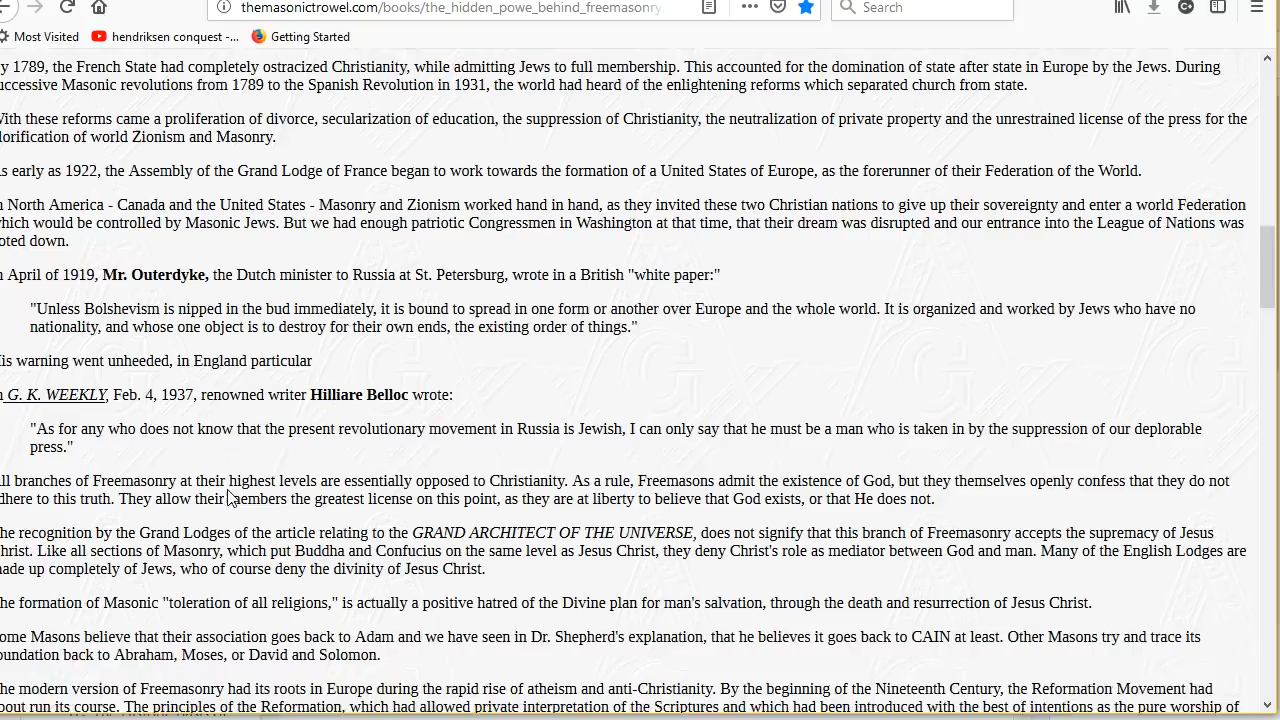 themasonictrowel.com/books/the_hidden_powe_behind_freemasonry
Search
Most Visited
hendriksen conquest -...
Getting Started
y 1789, the French State had completely ostracized Christianity, while admitting Jews to full membership. This accounted for the domination of state after state in Europe by the Jews. During
uccessive Masonic revolutions from 1789 to the Spanish Revolution in 1931, the world had heard of the enlightening reforms which separated church from state.
With these reforms came a proliferation of divorce, secularization of education, the suppression of Christianity, the neutralization of private property and the unrestrained license of the press for the
lorification of world Zionism and Masonry.
s early as 1922, the Assembly of the Grand Lodge of France began to work towards the formation of a United States of Europe, as the forerunner of their Federation of the World.
n North America - Canada and the United States - Masonry and Zionism worked hand in hand, as they invited these two Christian nations to give up their sovereignty and enter a world Federation
which would be controlled by Masonic Jews. But we had enough patriotic Congressmen in Washington at that time, that their dream was disrupted and our entrance into the League of Nations was
oted down.
n April of 1919, Mr. Outerdyke, the Dutch minister to Russia at St. Petersburg, wrote in a British "white paper:"
"Unless Bolshevism is nipped in the bud immediately, it is bound to spread in one form or another over Europe and the whole world. It is organized and worked by Jews who have no
nationality, and whose one object is to destroy for their own ends, the existing order of things."
is warning went unheeded, in England particular
n G. K. WEEKLY, Feb. 4, 1937, renowned writer Hilliare Belloc wrote:
"As for any who does not know that the present revolutionary movement in Russia is Jewish, I can only say that he must be a man who is taken in by the suppression of our deplorable
press."
ll branches of Freemasonry at their highest levels are essentially opposed to Christianity. As a rule, Freemasons admit the existence of God, but they themselves openly confess that they do not
dhere to this truth. They allow their members the greatest license on this point, as they are at liberty to believe that God exists, or that He does not.
he recognition by the Grand Lodges of the article relating to the GRAND ARCHITECT OF THE UNIVERSE, does not signify that this branch of Freemasonry accepts the supremacy of Jesus
hrist. Like all sections of Masonry, which put Buddha and Confucius on the same level as Jesus Christ, they deny Christ's role as mediator between God and man. Many of the English Lodges are
ade up completely of Jews, who of course deny the divinity of Jesus Christ.
he formation of Masonic "toleration of all religions," is actually a positive hatred of the Divine plan for man's salvation, through the death and resurrection of Jesus Christ.
ome Masons believe that their association goes back to Adam and we have seen in Dr. Shepherd's explanation, that he believes it goes back to CAIN at least. Other Masons try and trace its
oundation back to Abraham, Moses, or David and Solomon.
he modern version of Freemasonry had its roots in Europe during the rapid rise of atheism and anti-Christianity. By the beginning of the Nineteenth Century, the Reformation Movement had
bout run its course. The principles of the Reformation, which had allowed private interpretation of the Scriptures and which had been introduced with the best of intentions as the pure worship of